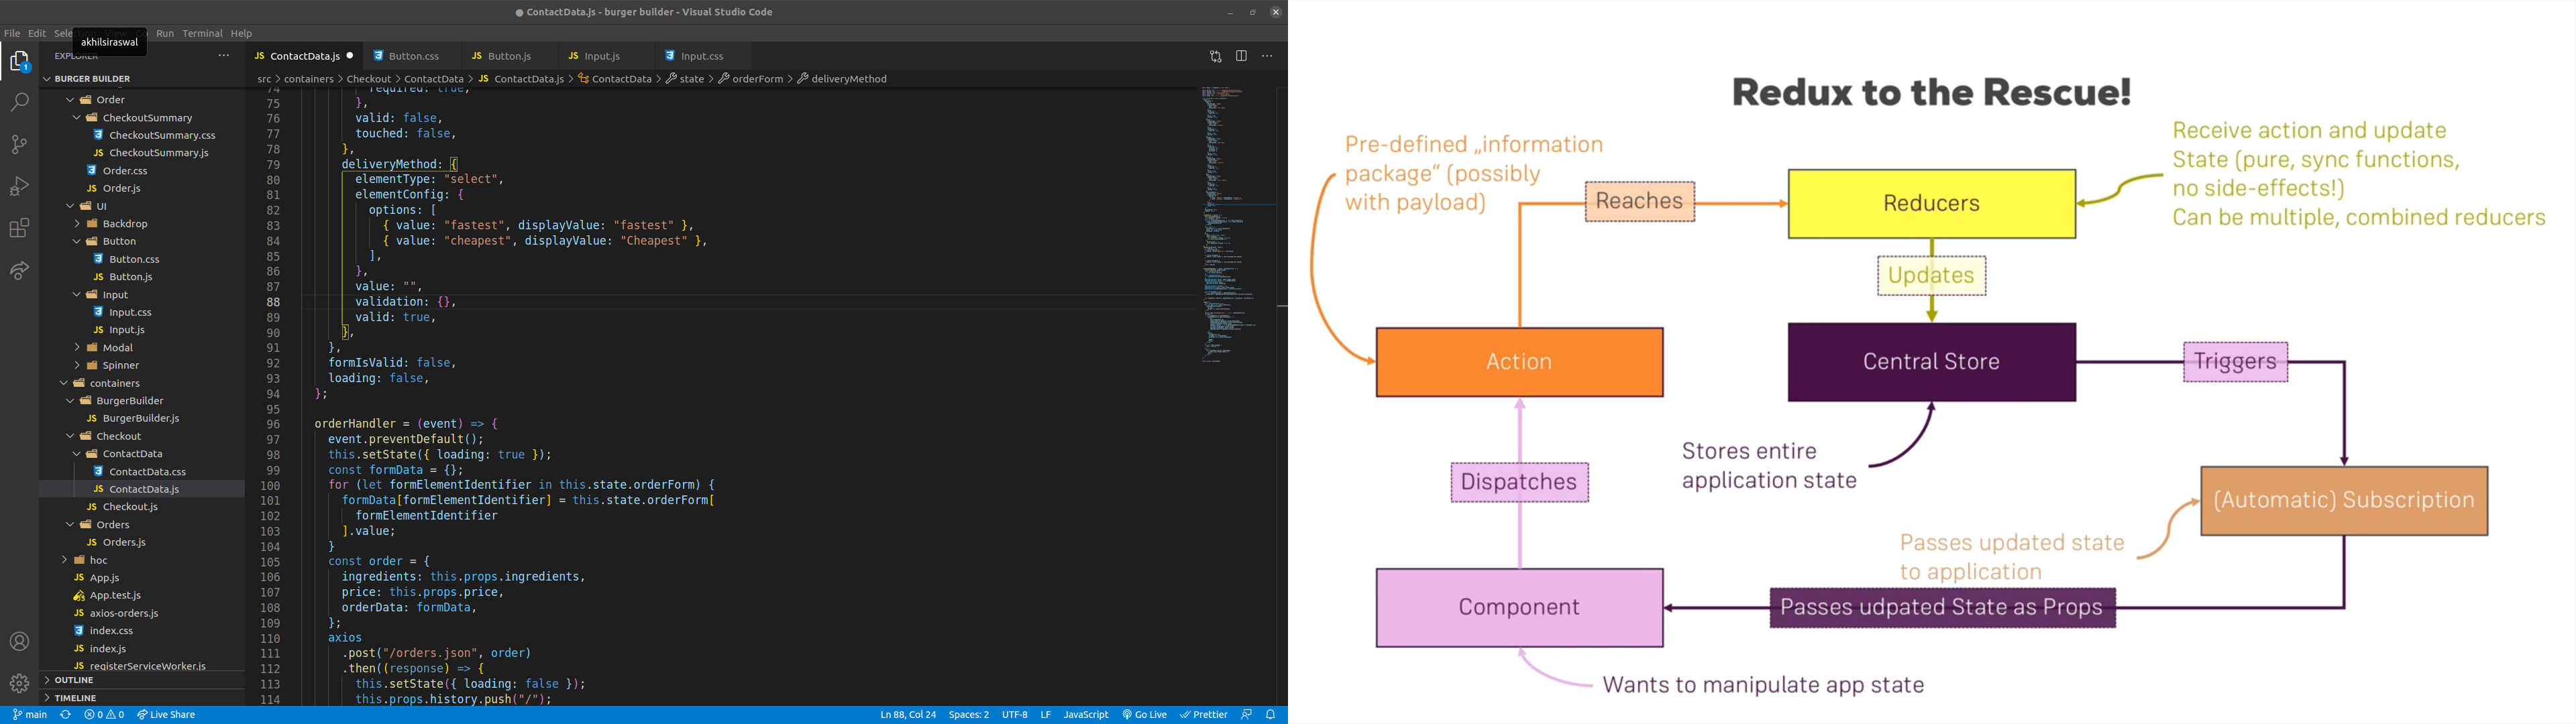 ContactData.js - burger builder - Visual Studio Code
File Edit Selection View Go Run Terminal Help
akhilsiraswal
EXPLORER
BURGER BUILDER
Order
CheckoutSummary
CheckoutSummary.css
CheckoutSummary.js
Order.css
Order.js
UI
Backdrop
Button
Button.css
Button.js
Input
Input.css
Input.js
Modal
Spinner
containers
BurgerBuilder
BurgerBuilder.js
Checkout
ContactData
ContactData.css
ContactData.js
Checkout.js
Orders
Orders.js
hoc
App.js
App.test.js
axios-orders.js
index.css
index.js
registerServiceWorker.js
OUTLINE
TIMELINE
ContactData.js Button.css Button.js Input.js Input.css
src > containers > Checkout > ContactData > JS ContactData.js > ContactData > state > orderForm > deliveryMethod
74 required: true,
75 },
76 valid: false,
77 touched: false,
78 },
79 deliveryMethod: {
80 elementType: "select",
81 elementConfig: {
82 options: [
83 { value: "fastest", displayValue: "fastest" },
84 { value: "cheapest", displayValue: "Cheapest" },
85 ],
86 },
87 value: "",
88 validation: {},
89 valid: true,
90 },
91 },
92 formIsValid: false,
93 loading: false,
94 };
95
96 orderHandler = (event) => {
97 event.preventDefault();
98 this.setState({ loading: true });
99 const formData = {};
100 for (let formElementIdentifier in this.state.orderForm) {
101 formData[formElementIdentifier] = this.state.orderForm[
102 formElementIdentifier
103 ].value;
104 }
105 const order = {
106 ingredients: this.props.ingredients,
107 price: this.props.price,
108 orderData: formData,
109 };
110 axios
111 .post("/orders.json", order)
112 .then((response) => {
113 this.setState({ loading: false });
114 this.props.history.push("/");
main 0 0 Live Share
Ln 88, Col 24 Spaces: 2 UTF-8 LF JavaScript Go Live Prettier
Redux to the Rescue!
Pre-defined „information
package“ (possibly
with payload)
Reaches
Reducers
Receive action and update
State (pure, sync functions,
no side-effects!)
Can be multiple, combined reducers
Updates
Action
Central Store
Triggers
Stores entire
application state
Dispatches
(Automatic) Subscription
Passes updated state
to application
Component
Passes udpated State as Props
Wants to manipulate app state